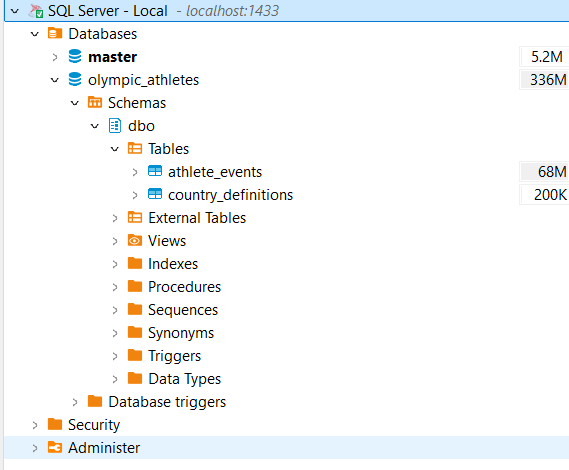 SQL Server - Local - localhost:1433
Databases
master 5.2M
olympic_athletes 336M
Schemas
dbo
Tables
athlete_events 68M
country_definitions 200K
External Tables
Views
Indexes
Procedures
Sequences
Synonyms
Triggers
Data Types
Database triggers
Security
Administer